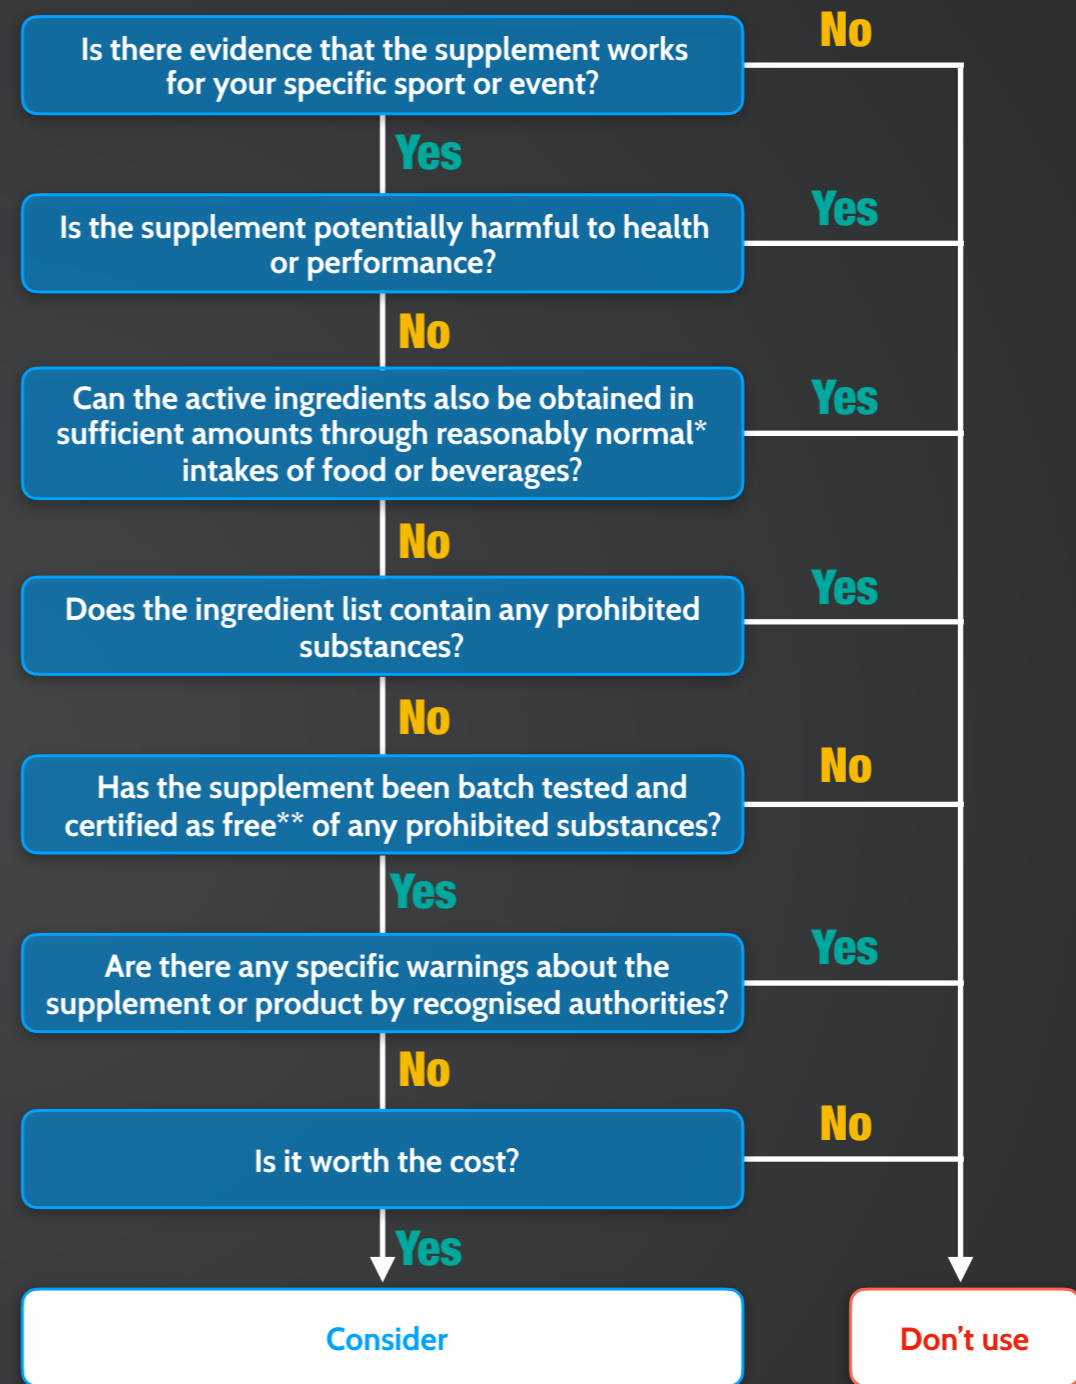 Is there evidence that the supplement works
for your specific sport or event?
No
Yes
Is the supplement potentially harmful to health
or performance?
Yes
No
Can the active ingredients also be obtained in
sufficient amounts through reasonably normal*
intakes of food or beverages?
Yes
No
Does the ingredient list contain any prohibited
substances?
Yes
No
Has the supplement been batch tested and
certified as free** of any prohibited substances?
No
Yes
Are there any specific warnings about the
supplement or product by recognised authorities?
Yes
No
Is it worth the cost?
No
Yes
Consider
Don’t use